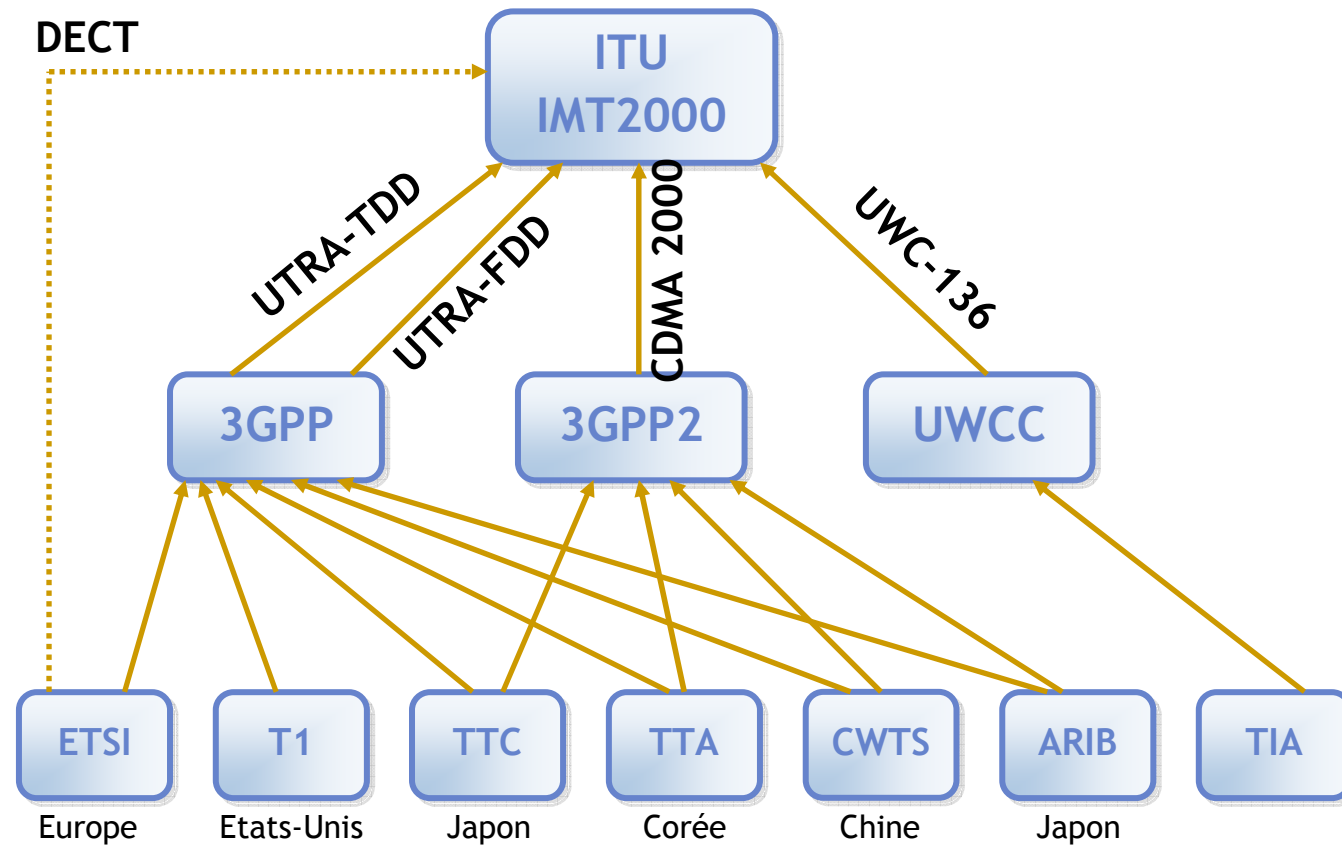 DECT
ITU
IMT2000
UTRA-TDD
UTRA-FDD
CDMA 2000
UWC-136
3GPP
3GPP2
UWCC
ETSI
T1
TTC
TTA
CWTS
ARIB
TIA
Europe
Etats-Unis
Japon
Corée
Chine
Japon